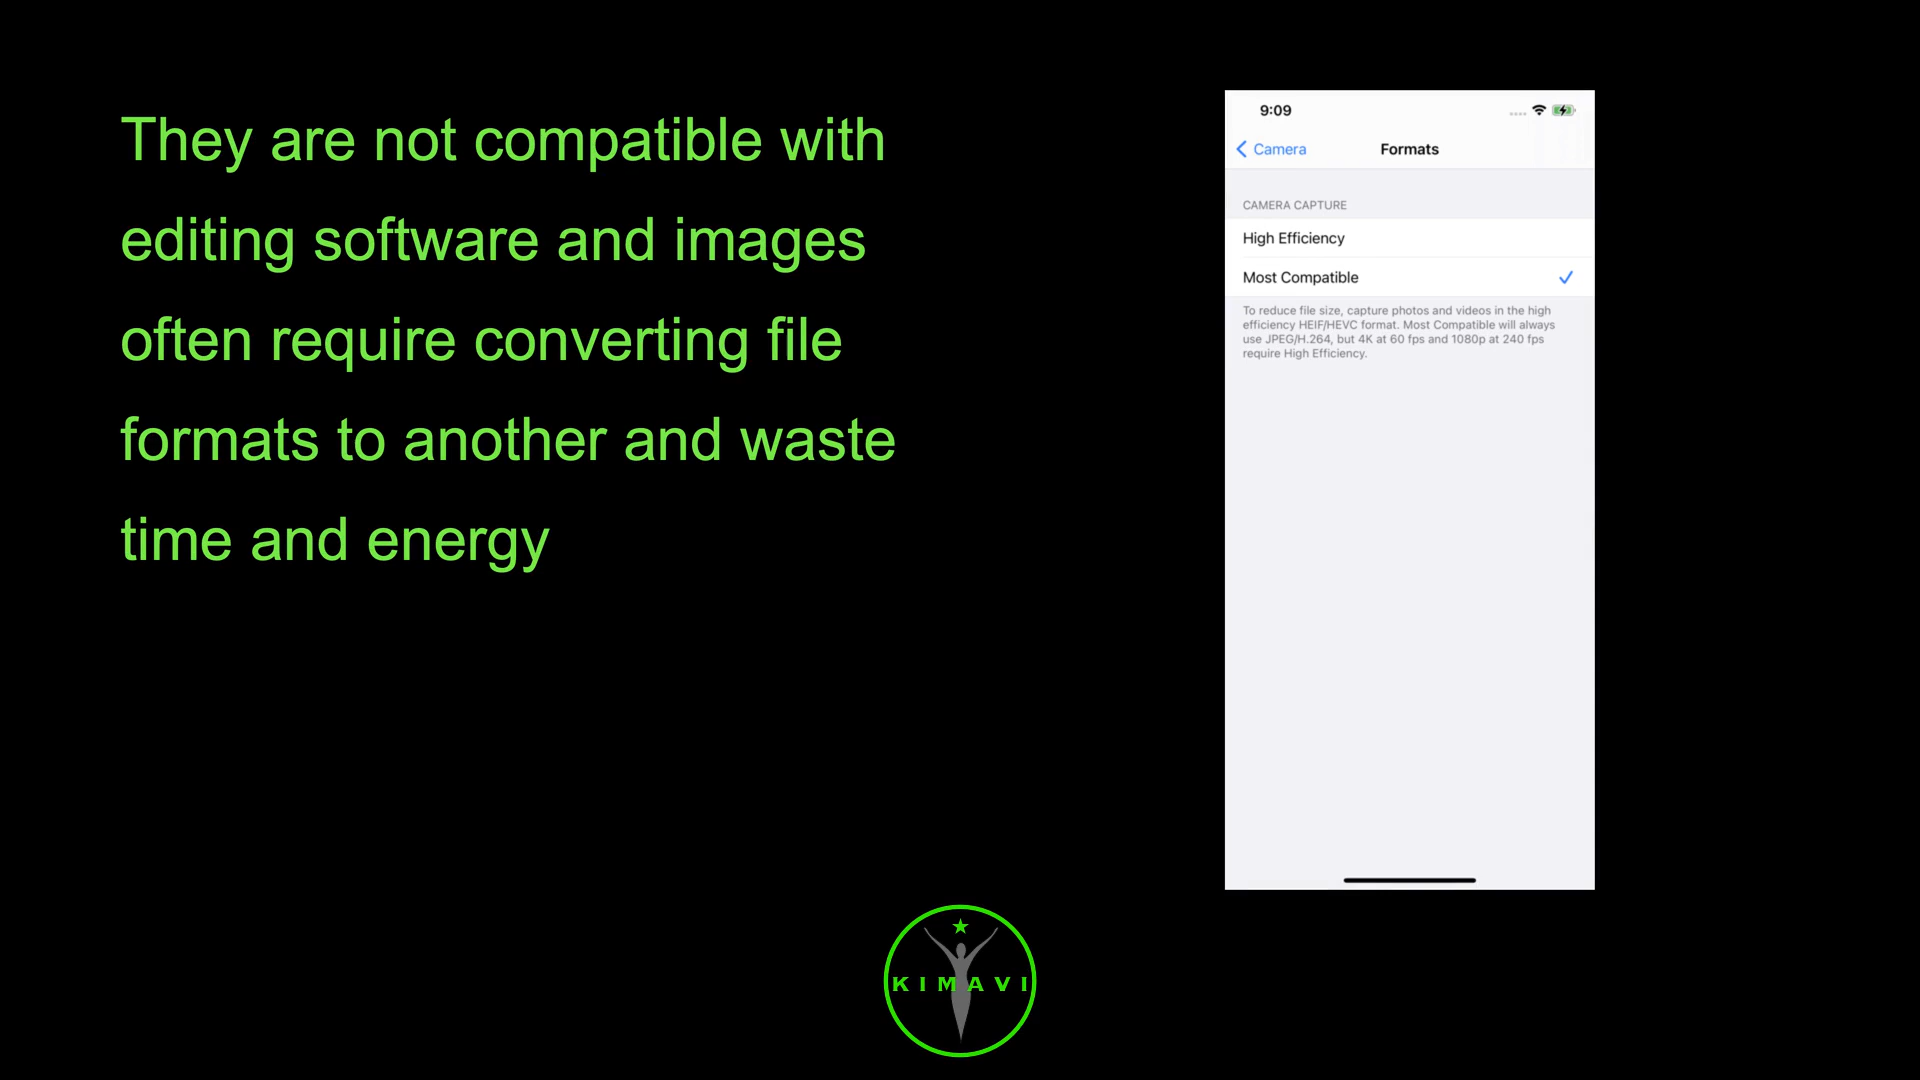 They are not compatible with
editing software and images
often require converting file
formats to another and waste
time and energy
9:09
Camera
Formats
CAMERA CAPTURE
High Efficiency
Most Compatible
To reduce file size, capture photos and videos in the high
efficiency HEIF/HEVC format. Most Compatible will always
use JPEG/H.264, but 4K at 60 fps and 1080p at 240 fps
require High Efficiency.
KIMAVI